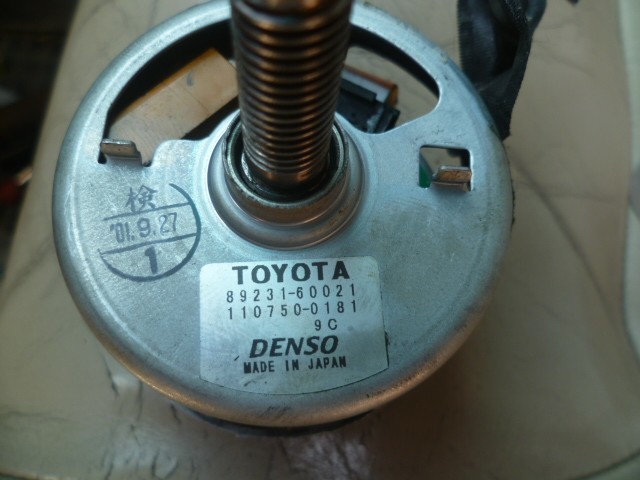 検
'01.9.27
1
TOYOTA
89231-60021
110750-0181
9C
DENSO
MADE IN JAPAN